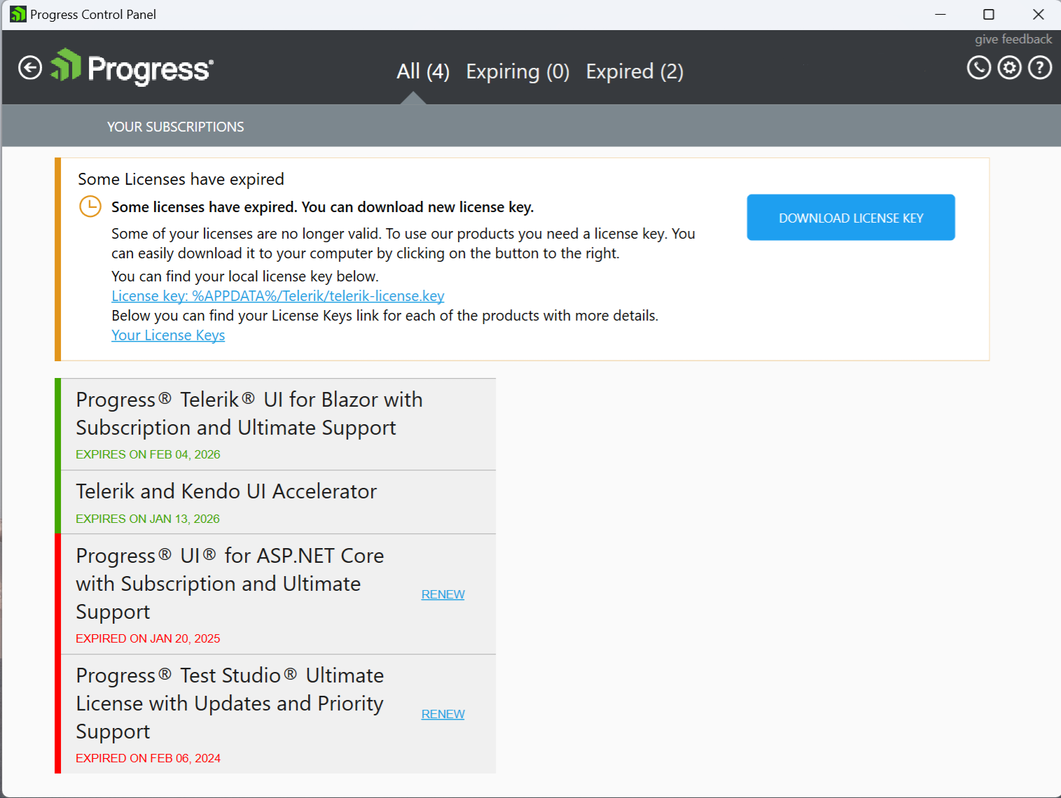 Progress Control Panel
give feedback
Progress®
All (4) Expiring (0) Expired (2)
YOUR SUBSCRIPTIONS
Some Licenses have expired
Some licenses have expired. You can download new license key.
Some of your licenses are no longer valid. To use our products you need a license key. You
can easily download it to your computer by clicking on the button to the right.
You can find your local license key below.
License key: %APPDATA%/Telerik/telerik-license.key
Below you can find your License Keys link for each of the products with more details.
Your License Keys
DOWNLOAD LICENSE KEY
Progress® Telerik® UI for Blazor with
Subscription and Ultimate Support
EXPIRES ON FEB 04, 2026
Telerik and Kendo UI Accelerator
EXPIRES ON JAN 13, 2026
Progress® UI® for ASP.NET Core
with Subscription and Ultimate
Support
RENEW
EXPIRED ON JAN 20, 2025
Progress® Test Studio® Ultimate
License with Updates and Priority
Support
RENEW
EXPIRED ON FEB 06, 2024